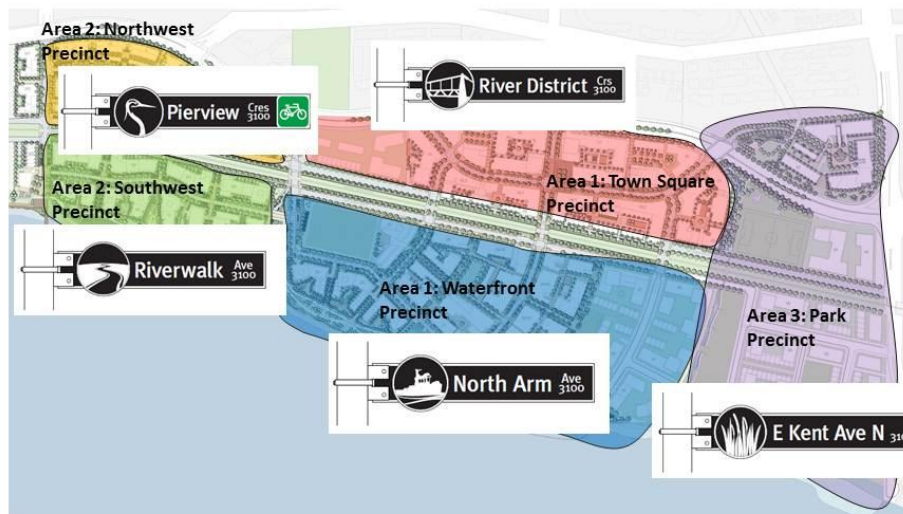 Area 2: Northwest
Precinct
Pierview Cres
3100
River District Crs
3100
Area 2: Southwest
Precinct
Area 1: Town Square
Precinct
Riverwalk Ave
3100
Area 1: Waterfront
Precinct
Area 3: Park
Precinct
North Arm Ave
3100
E Kent Ave N 310